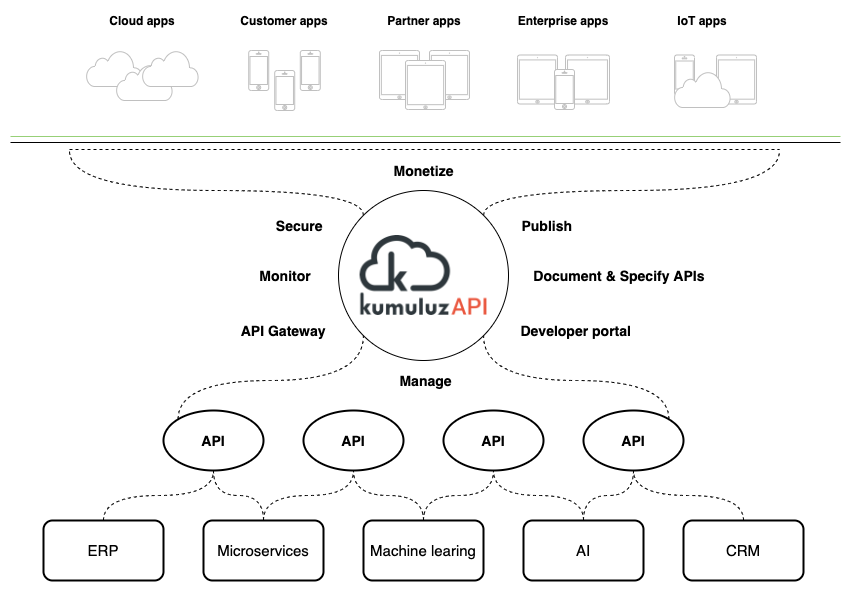 Cloud apps
Customer apps
Partner apps
Enterprise apps
IoT apps
Monetize
Secure
Publish
Monitor
Document & Specify APIs
API Gateway
Developer portal
k
kumuluzAPI
Manage
API
API
API
API
ERP
Microservices
Machine learing
AI
CRM